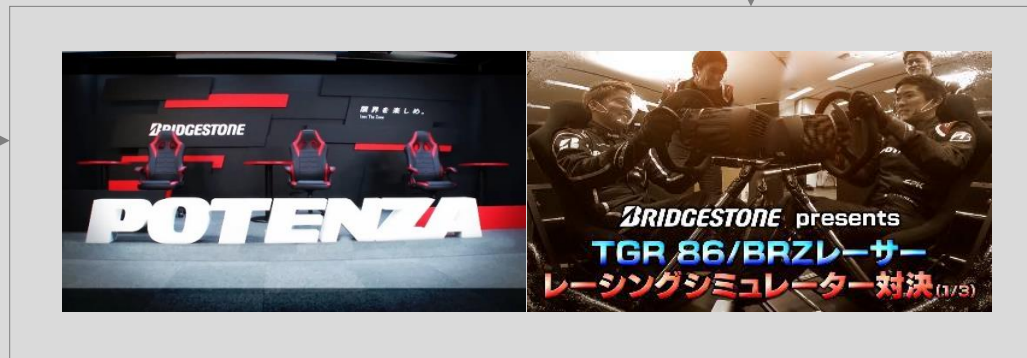 BRIDGESTONE
限界を楽しめ。
POTENZA
BRIDGESTONE presents
TGR 86/BRZレーサー
レーシングシミュレーター対決(1/3)